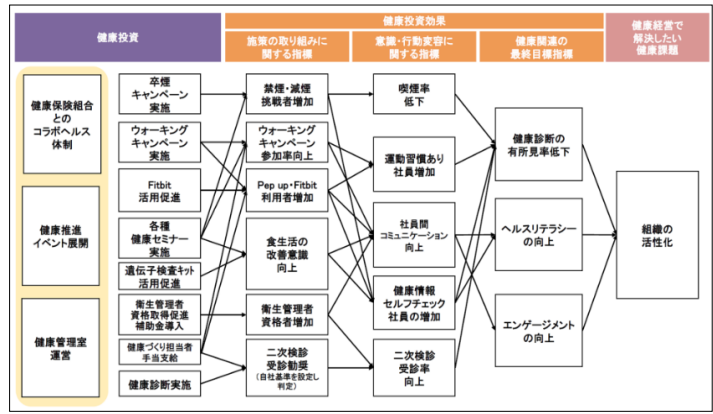 健康投資
健康投資効果
健康経営で
解決したい
健康課題
施策の取り組みに
関する指標
意識・行動変容に
関する指標
健康関連の
最終目標指標
健康保険組合
との
コラボヘルス
体制
健康推進
イベント展開
健康管理室
運営
卒煙
キャンペーン
実施
ウォーキング
キャンペーン
実施
Fitbit
活用促進
各種
健康セミナー
実施
遺伝子検査キット
活用促進
衛生管理者
資格取得促進
補助金導入
健康づくり担当者
手当支給
健康診断実施
禁煙・減煙
挑戦者増加
ウォーキング
キャンペーン
参加率向上
Pep up・Fitbit
利用者増加
食生活の
改善意識
向上
衛生管理者
資格者増加
二次検診
受診勧奨
(自社基準を設定し
判定)
喫煙率
低下
運動習慣あり
社員増加
社員間
コミュニケーション
向上
健康情報
セルフチェック
社員の増加
二次検診
受診率
向上
健康診断の
有所見率低下
ヘルスリテラシー
の向上
エンゲージメント
の向上
組織の
活性化